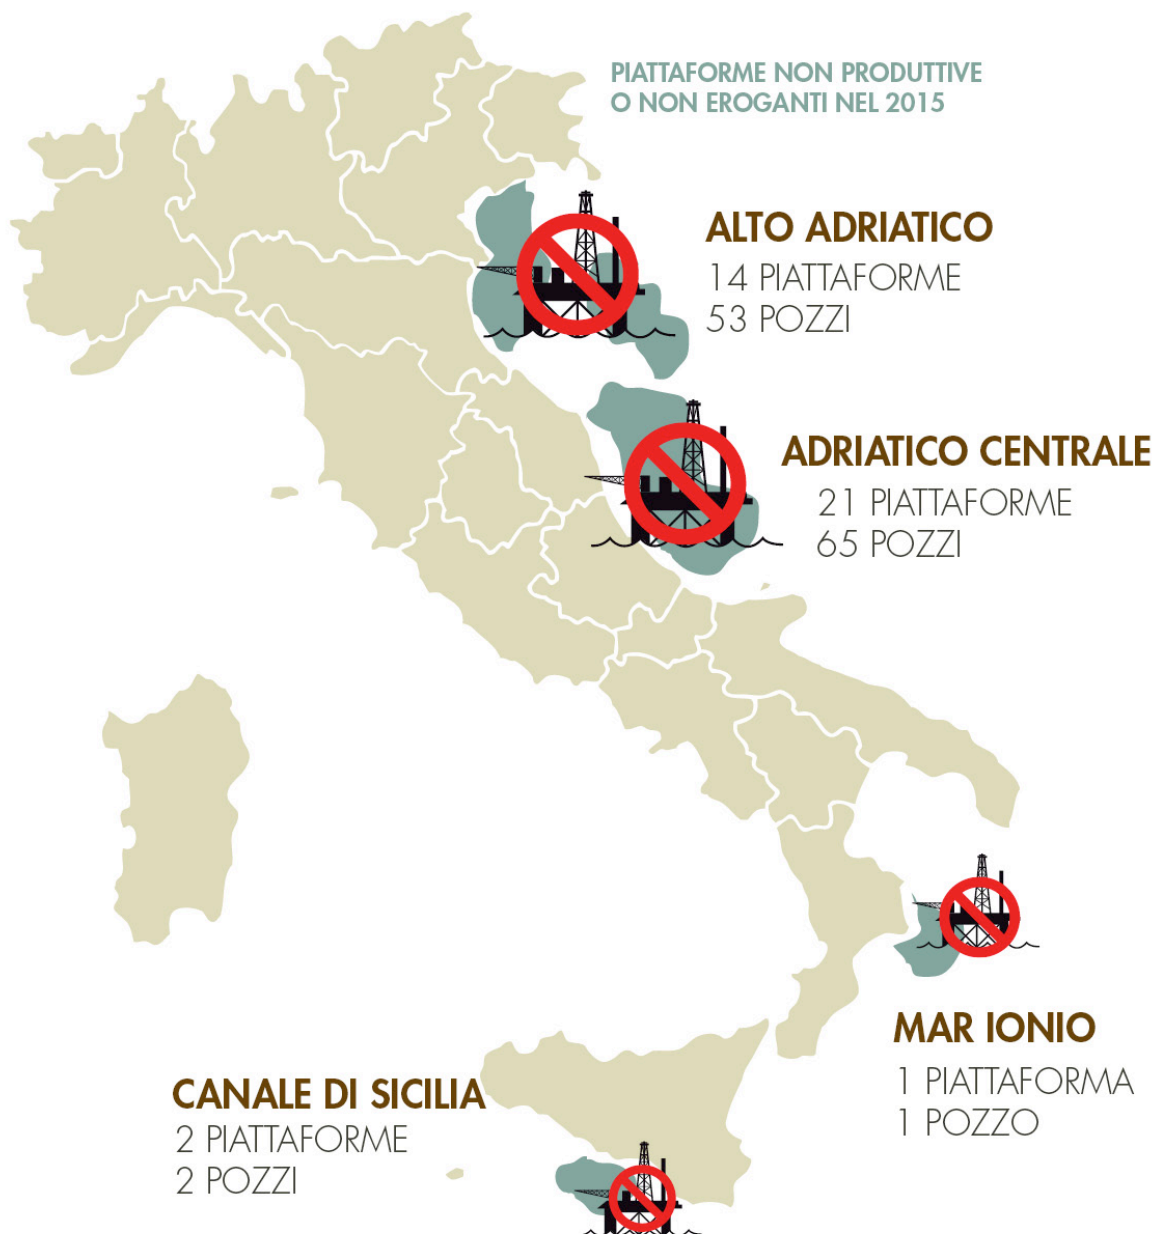 PIATTAFORME NON PRODUTTIVE
O NON EROGANTI NEL 2015
ALTO ADRIATICO
14 PIATTAFORME
53 POZZI
ADRIATICO CENTRALE
21 PIATTAFORME
65 POZZI
MAR IONIO
1 PIATTAFORMA
1 POZZO
CANALE DI SICILIA
2 PIATTAFORME
2 POZZI